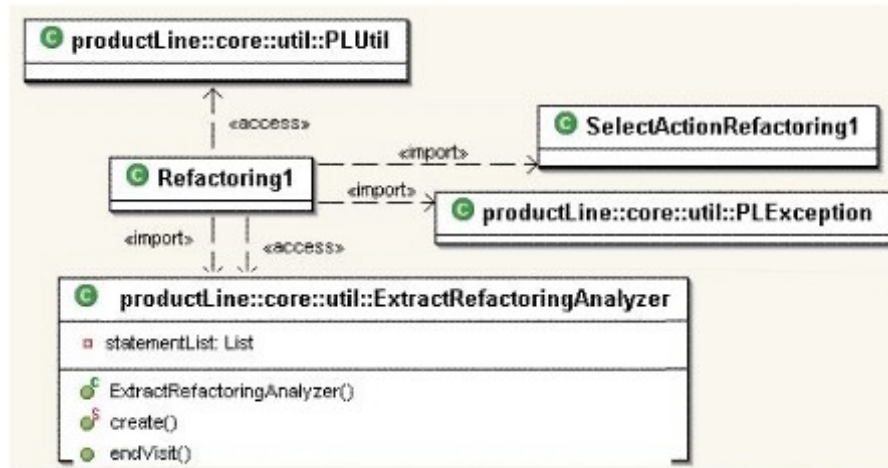 C productLine::core::util::PLUtil
«access»
C SelectActionRefactoring1
«import»
C Refactoring1
«import»
C productLine::core::util::PLException
«import»
«access»
C productLine::core::util::ExtractRefactoringAnalyzer
statementList: List
C ExtractRefactoringAnalyzer()
S create()
endVisit()